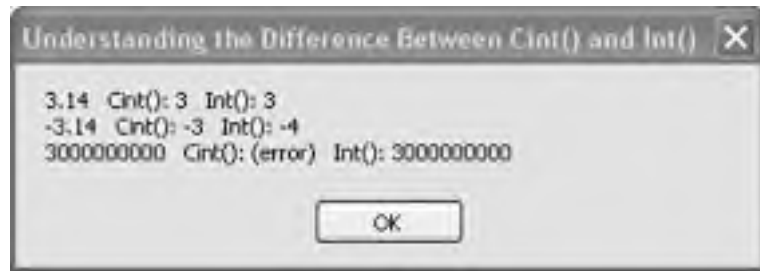 Understanding the Difference Between Cint() and Int()
3.14 Cint(): 3 Int(): 3
-3.14 Cint(): -3 Int(): -4
3000000000 Cint(): (error) Int(): 3000000000
OK